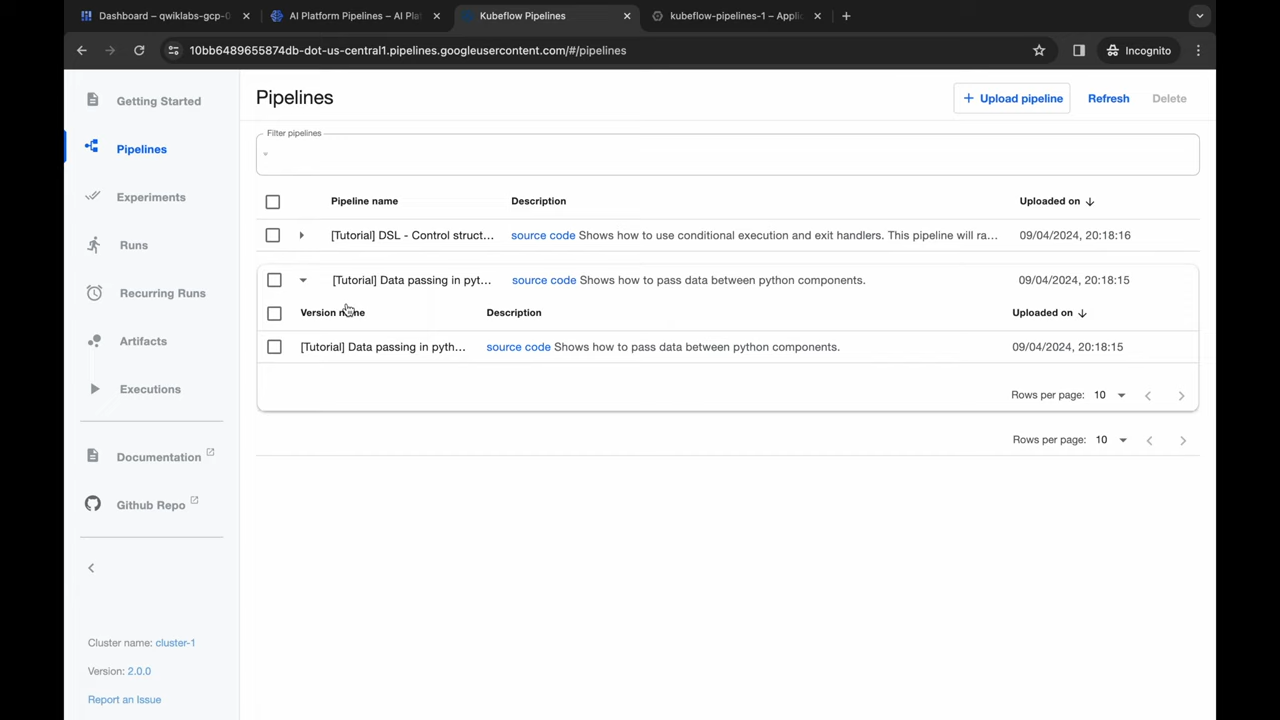 Dashboard – qwiklabs-gcp-0
AI Platform Pipelines – AI Pla
Kubeflow Pipelines
kubeflow-pipelines-1 – Applic
10bb6489655874db-dot-us-central1.pipelines.googleusercontent.com/#/pipelines
Incognito
Getting Started
Pipelines
Experiments
Runs
Recurring Runs
Artifacts
Executions
Documentation
Github Repo
Cluster name: cluster-1
Version: 2.0.0
Report an Issue
Pipelines
+ Upload pipeline
Refresh
Delete
Filter pipelines
Pipeline name Description Uploaded on
[Tutorial] DSL - Control struct... source code Shows how to use conditional execution and exit handlers. This pipeline will ra... 09/04/2024, 20:18:16
[Tutorial] Data passing in pyt... source code Shows how to pass data between python components. 09/04/2024, 20:18:15
Version name Description Uploaded on
[Tutorial] Data passing in pyth... source code Shows how to pass data between python components. 09/04/2024, 20:18:15
Rows per page: 10
Rows per page: 10